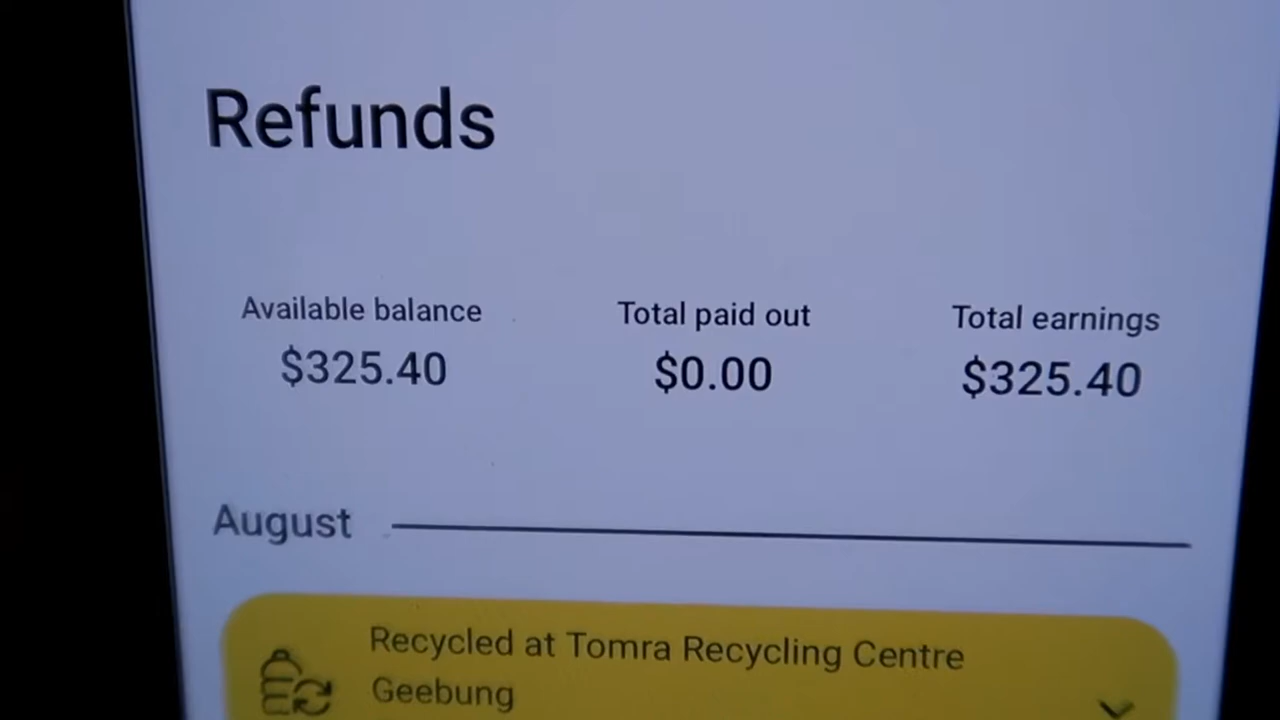 Refunds
Available balance Total paid out Total earnings
$325.40 $0.00 $325.40
August
Recycled at Tomra Recycling Centre
Geebung